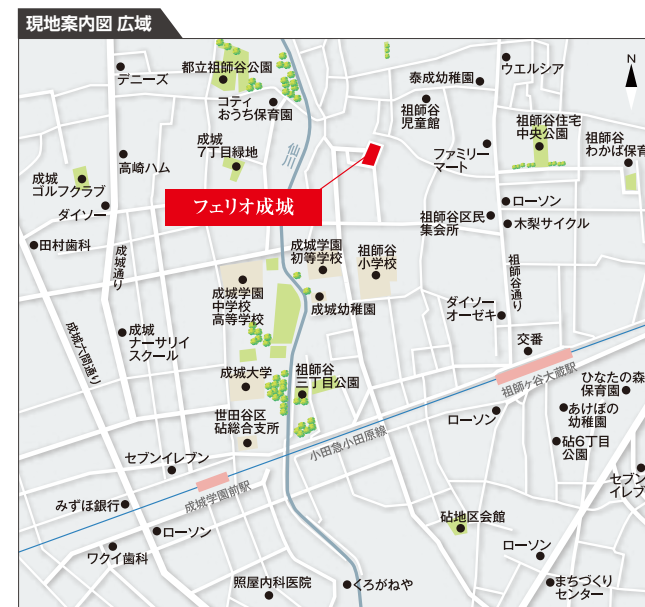 現地案内図 広域
デニーズ
都立祖師谷公園
コティ
おうち保育園
成城
7丁目緑地
仙川
高崎ハム
成城
ゴルフクラブ
ダイソー
田村歯科
成城通り
フェリオ成城
ウエルシア
泰成幼稚園
祖師谷
児童館
ファミリー
マート
祖師谷住宅
中央公園
祖師谷
わかば保育
N
ローソン
木梨サイクル
祖師谷区民
集会所
祖師谷通り
成城学園
初等学校
祖師谷
小学校
成城学園
中学校
高等学校
成城幼稚園
ダイソー
オーゼキ
交番
成城
ナーサリィ
スクール
成城六間通り
成城大学
祖師谷
三丁目公園
世田谷区
砧総合支所
祖師ヶ谷大蔵駅
ひなたの森
保育園
あけぼの
幼稚園
砧6丁目
公園
ローソン
小田急小田原線
セブンイレブン
成城学園前駅
セブン
イレブ
みずほ銀行
ローソン
ワクイ歯科
砧地区会館
ローソン
照屋内科医院
くろがねや
まちづくり
センター